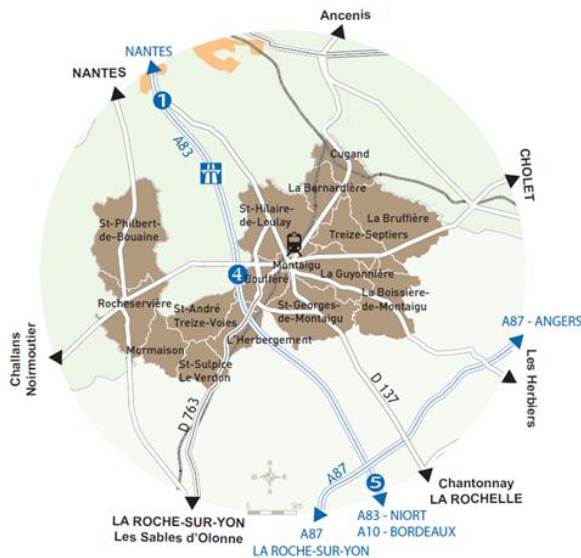 Ancenis
NANTES
NANTES
1
A83
CHOLET
Cugand
La Bernardière
St-Hilaire-
de-Loulay
La Bruffière
Treize-Septiers
St-Philbert-
de-Bouaine
Montaigu
4
Boufféré
La Guyonnière
Rocheservière
St-André
Treize-Voies
St-Georges-
de-Montaigu
La Boissière-
de-Montaigu
A87 - ANGERS
L'Herbergement
Mormaison
St-Sulpice
Le Verdon
Challans
Noirmoutier
Les Herbiers
D 763
D 137
A87
5
Chantonnay
LA ROCHELLE
LA ROCHE-SUR-YON
Les Sables d'Olonne
A87
LA ROCHE-SUR-YON
A83 - NIORT
A10 - BORDEAUX